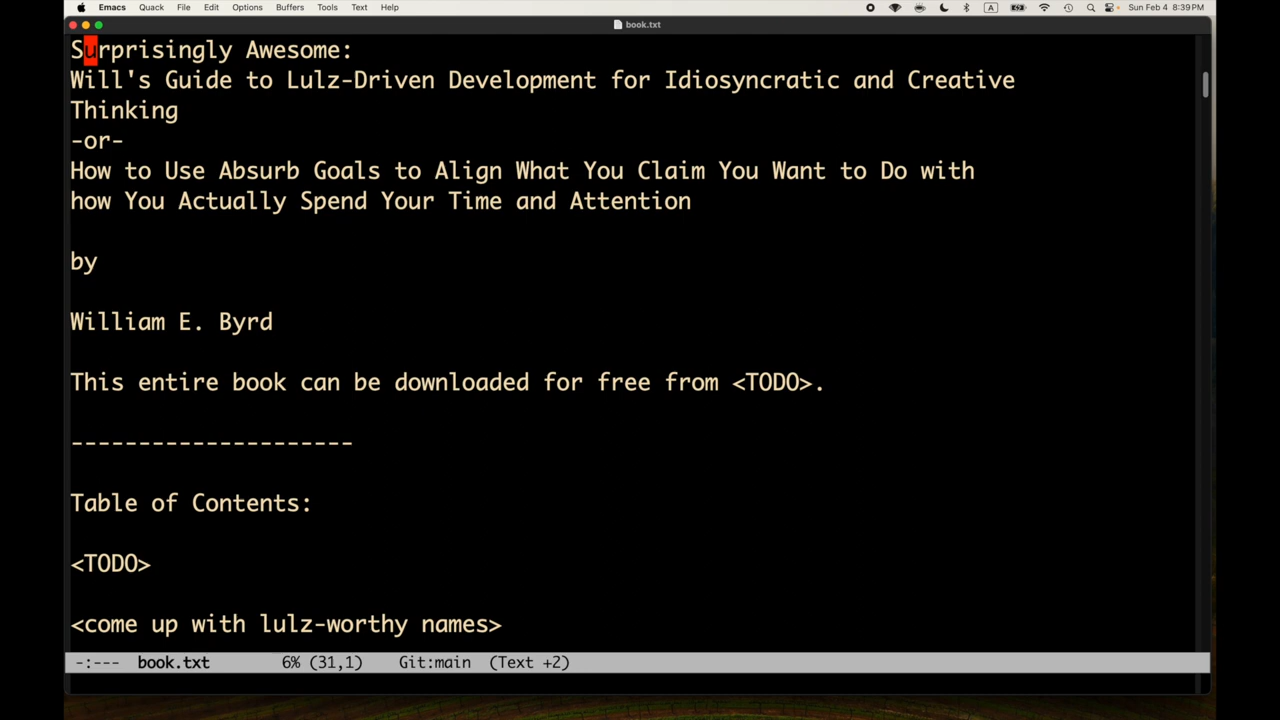 Emacs Quack File Edit Options Buffers Tools Text Help A Sun Feb 4 8:39 PM
book.txt
Surprisingly Awesome:
Will's Guide to Lulz-Driven Development for Idiosyncratic and Creative
Thinking
-or-
How to Use Absurb Goals to Align What You Claim You Want to Do with
how You Actually Spend Your Time and Attention
by
William E. Byrd
This entire book can be downloaded for free from <TODO>.
---------------------
Table of Contents:
<TODO>
<come up with lulz-worthy names>
-:--- book.txt 6% (31,1) Git:main (Text +2)